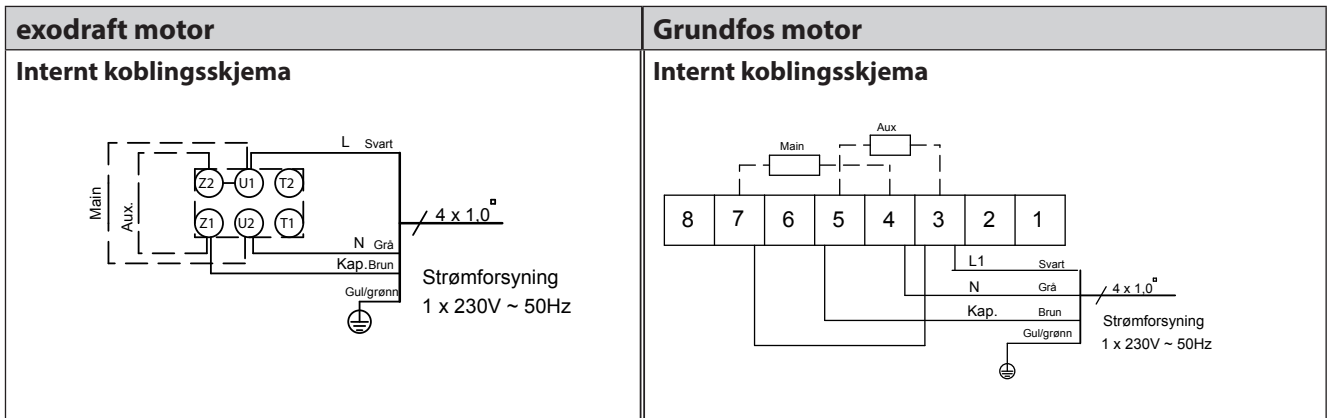 exodraft motor
Internt koblingsskjema
L Svart
Z2 U1 T2
Main
Aux.
Z1 U2 T1
4 x 1,0¤
N Grå
Kap. Brun
Gul/grønn
Strømforsyning
1 x 230V ~ 50Hz
Grundfos motor
Internt koblingsskjema
Aux
Main
8 7 6 5 4 3 2 1
L1 Svart
N Grå
4 x 1,0¤
Kap. Brun
Gul/grønn
Strømforsyning
1 x 230V ~ 50Hz